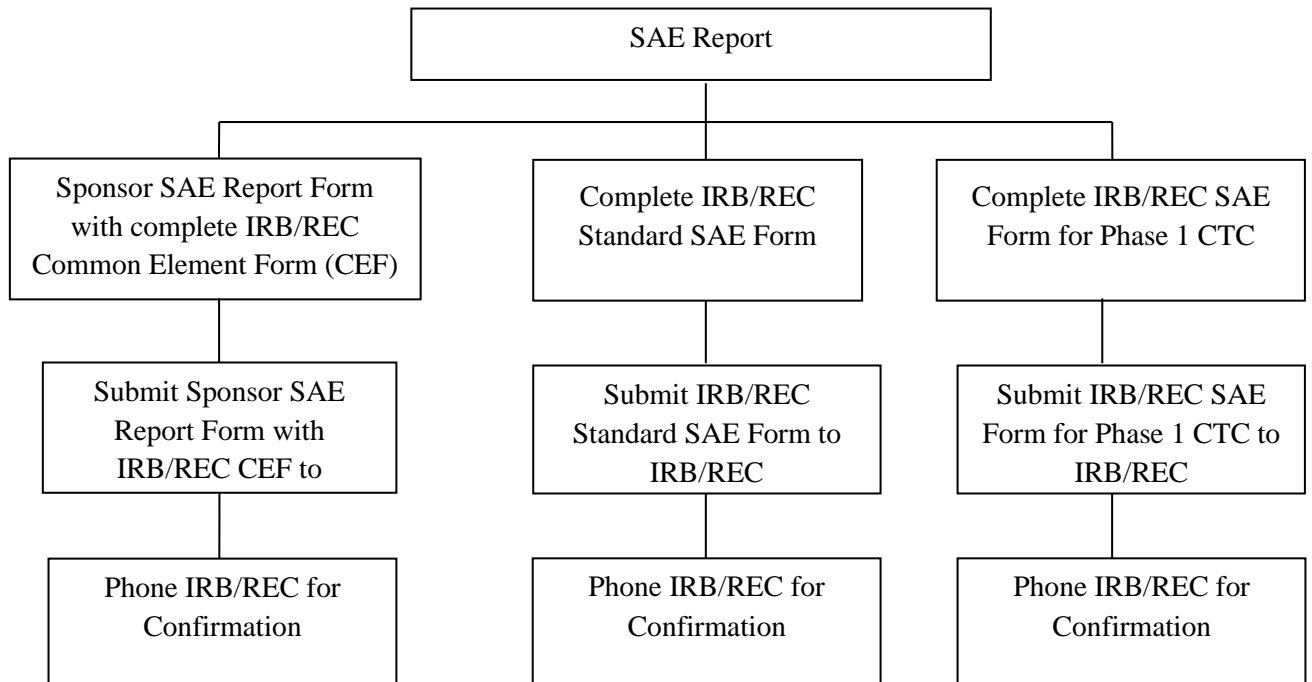 SAE Report
Sponsor SAE Report Form
with complete IRB/REC
Common Element Form (CEF)
Complete IRB/REC
Standard SAE Form
Complete IRB/REC SAE
Form for Phase 1 CTC
Submit Sponsor SAE
Report Form with
IRB/REC CEF to
Submit IRB/REC
Standard SAE Form to
IRB/REC
Submit IRB/REC SAE
Form for Phase 1 CTC to
IRB/REC
Phone IRB/REC for
Confirmation
Phone IRB/REC for
Confirmation
Phone IRB/REC for
Confirmation